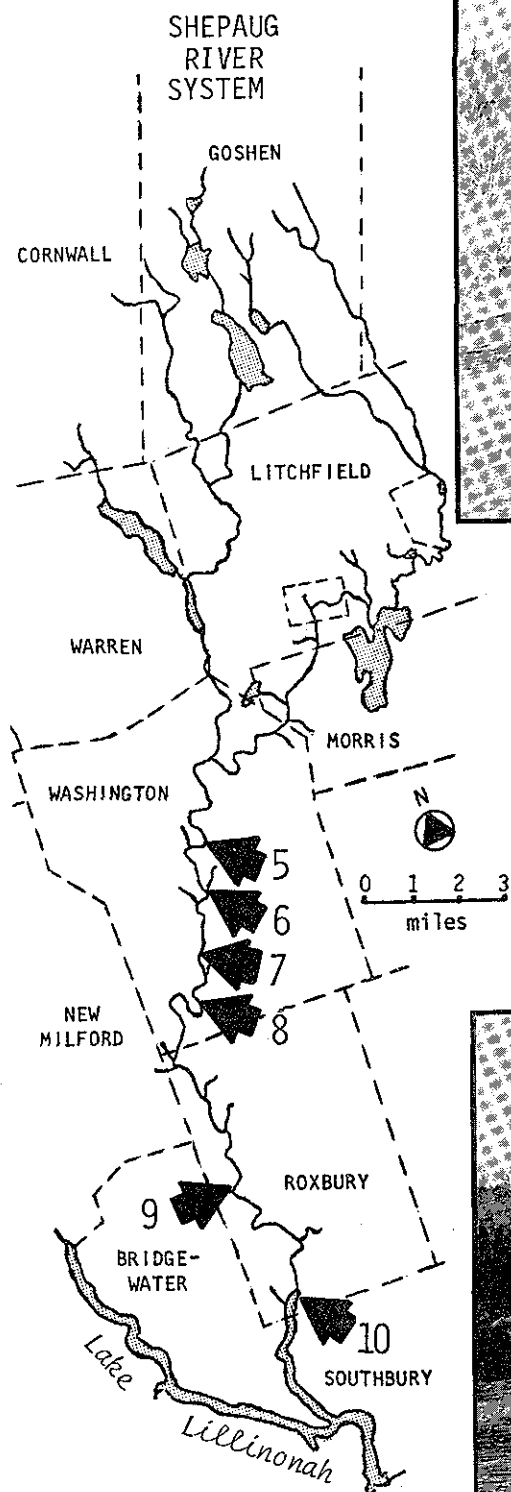 SHEPAUG
RIVER
SYSTEM
GOSHEN
CORNWALL
LITCHFIELD
WARREN
MORRIS
WASHINGTON
N
0 1 2 3
miles
5
6
7
8
NEW
MILFORD
ROXBURY
9
BRIDGE-
WATER
10
SOUTHBURY
Lake
Lillinonah